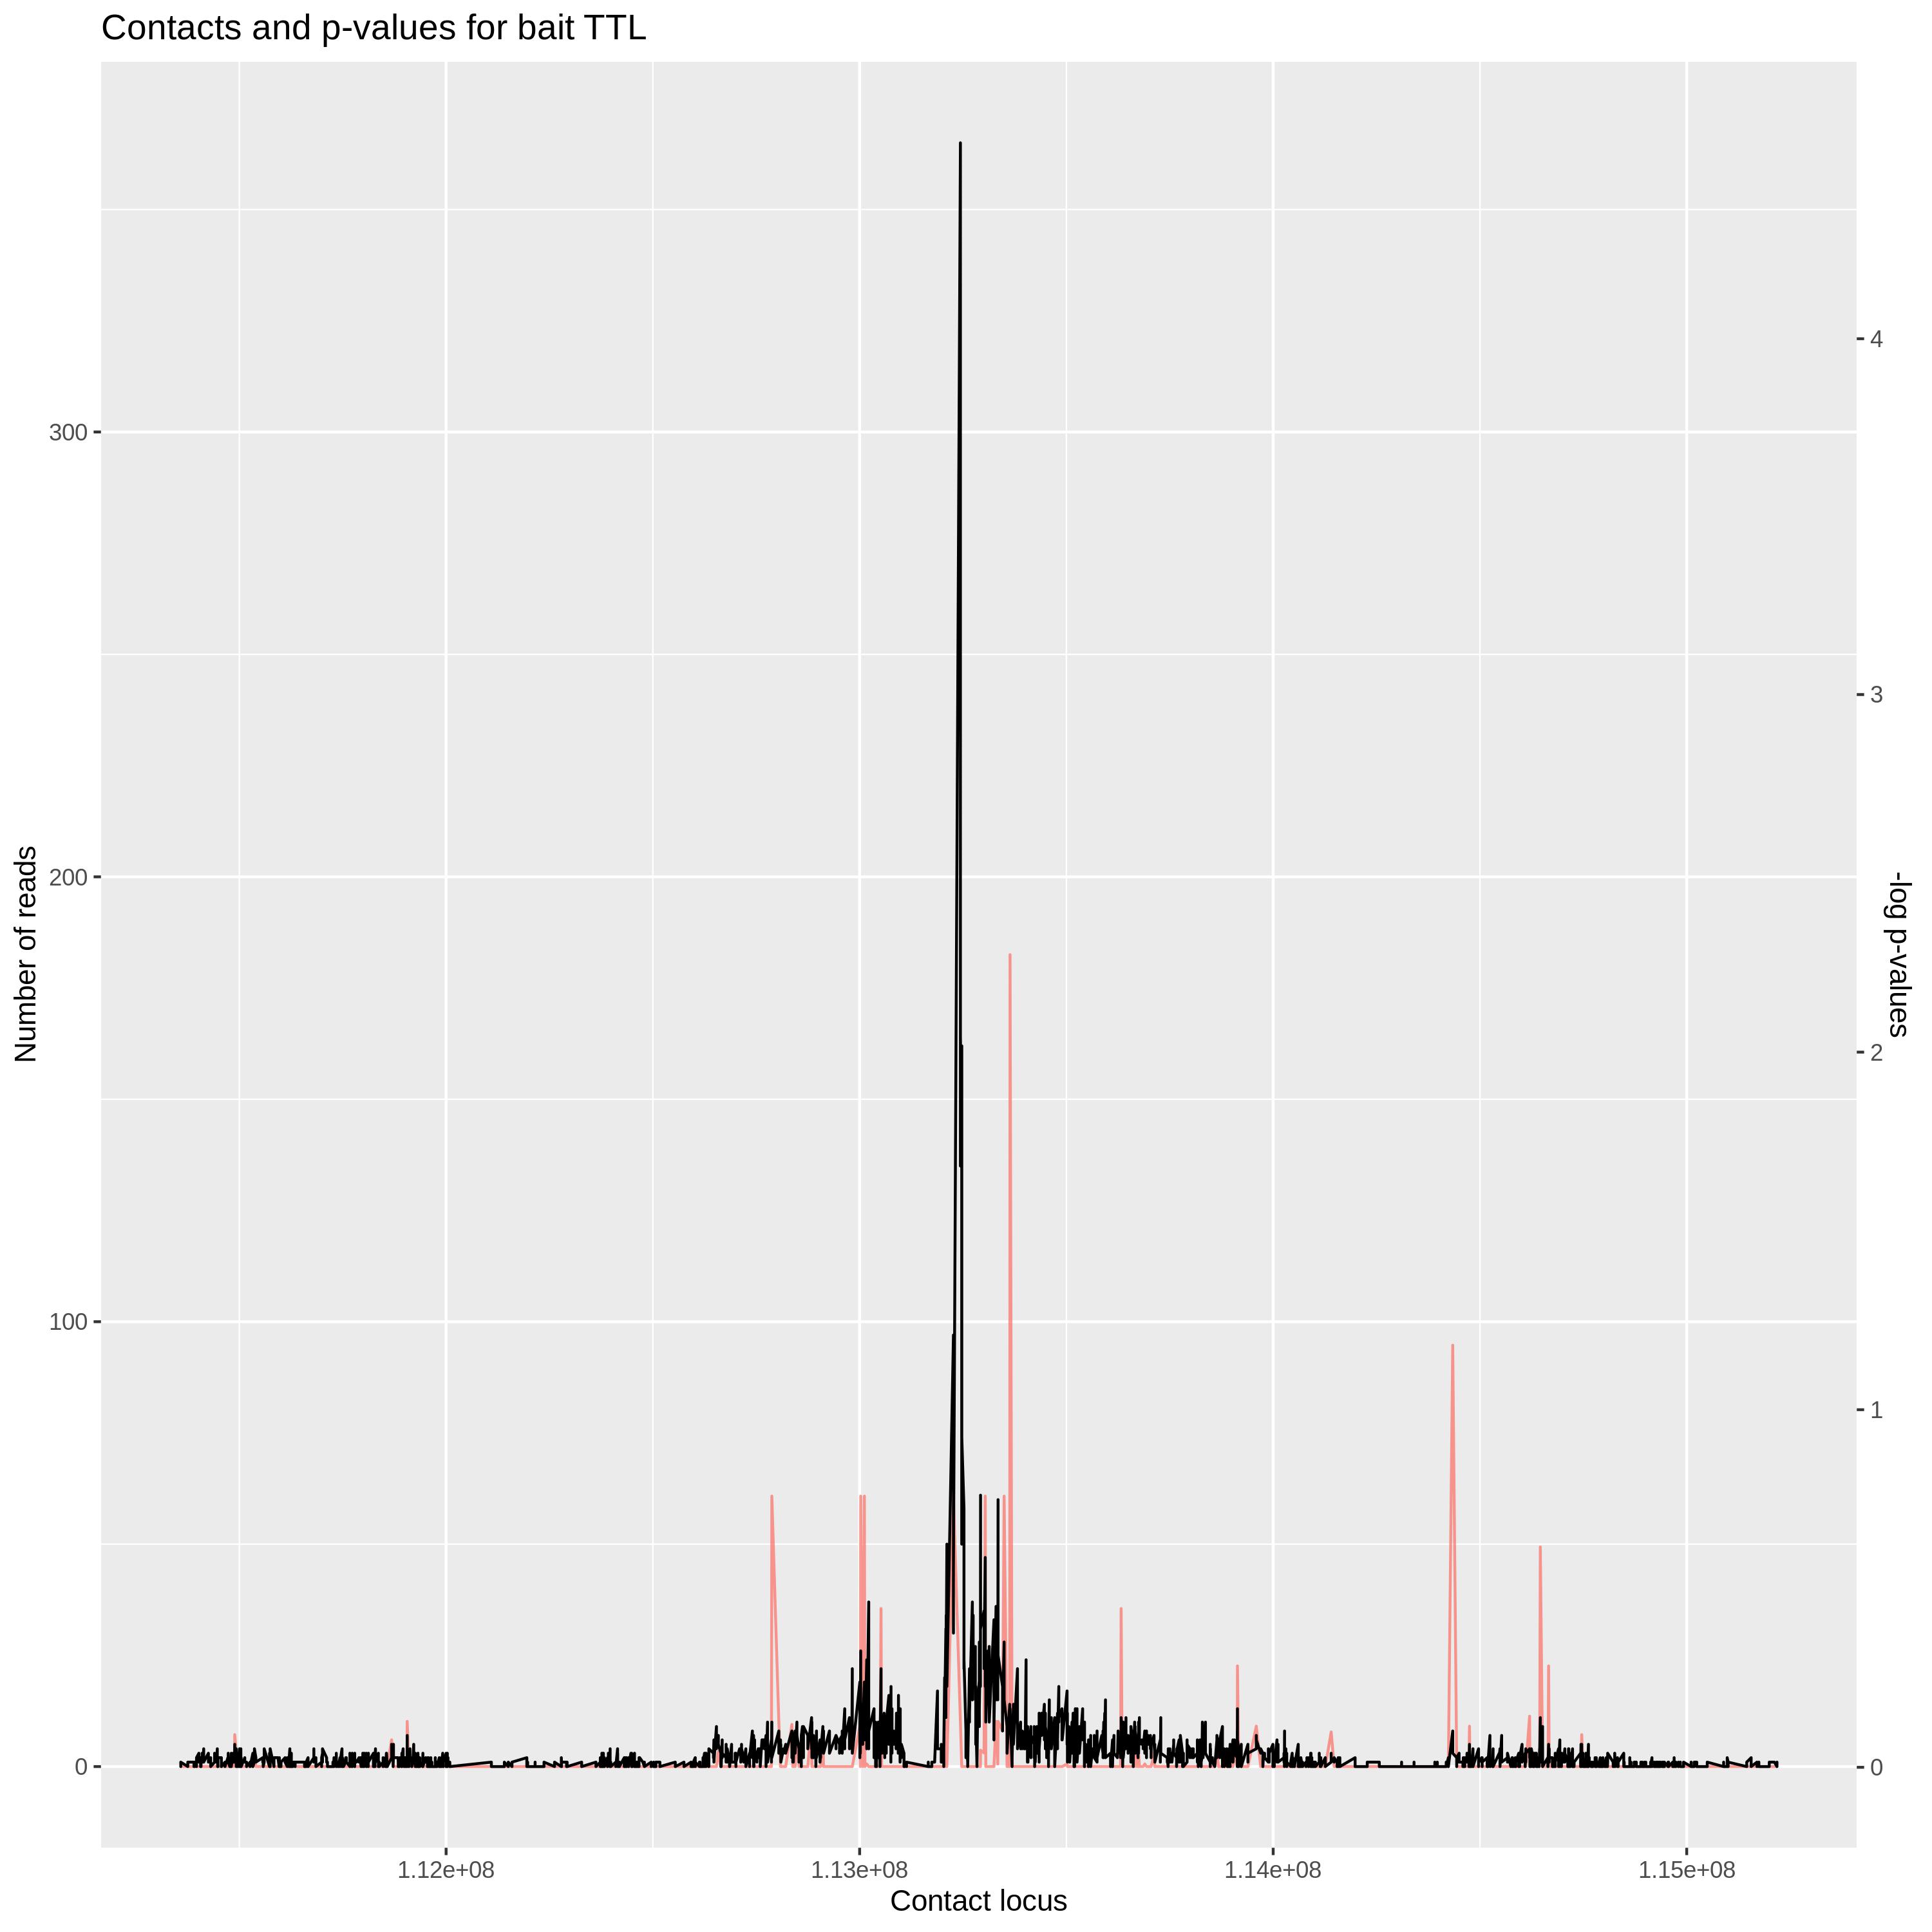 Contacts and p-values for bait TTL
Number of reads
300
200
100
0
4
3
2
1
0
-log p-values
1.12e+08
1.13e+08
1.14e+08
1.15e+08
Contact locus